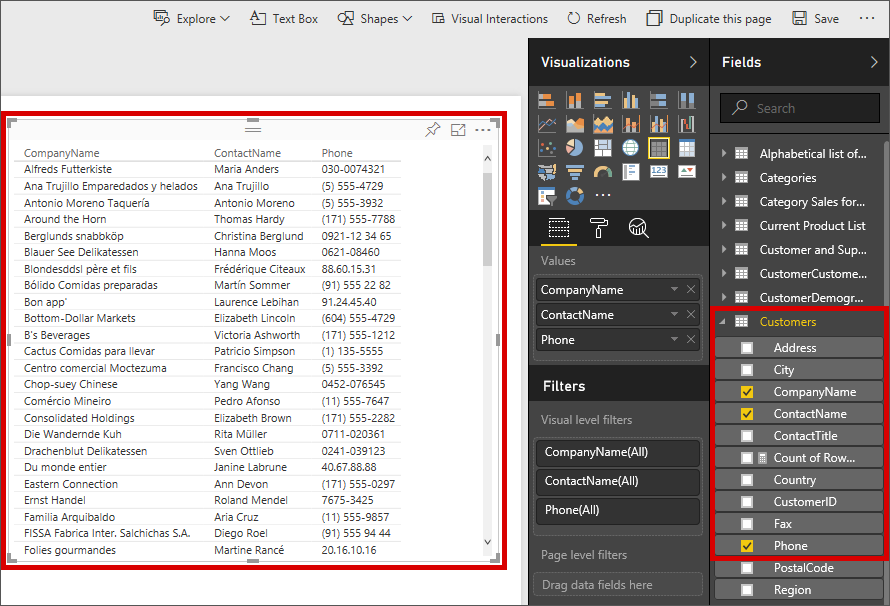 Explore Text Box Shapes Visual Interactions Refresh Duplicate this page Save ...
CompanyName ContactName Phone
Alfreds Futterkiste Maria Anders 030-0074321
Ana Trujillo Emparedados y helados Ana Trujillo (5) 555-4729
Antonio Moreno Taquería Antonio Moreno (5) 555-3932
Around the Horn Thomas Hardy (171) 555-7788
Berglunds snabbköp Christina Berglund 0921-12 34 65
Blauer See Delikatessen Hanna Moos 0621-08460
Blondesddsl père et fils Frédérique Citeaux 88.60.15.31
Bólido Comidas preparadas Martín Sommer (91) 555 22 82
Bon app' Laurence Lebihan 91.24.45.40
Bottom-Dollar Markets Elizabeth Lincoln (604) 555-4729
B's Beverages Victoria Ashworth (171) 555-1212
Cactus Comidas para llevar Patricio Simpson (1) 135-5555
Centro comercial Moctezuma Francisco Chang (5) 555-3392
Chop-suey Chinese Yang Wang 0452-076545
Comércio Mineiro Pedro Afonso (11) 555-7647
Consolidated Holdings Elizabeth Brown (171) 555-2282
Die Wandernde Kuh Rita Müller 0711-020361
Drachenblut Delikatessen Sven Ottlieb 0241-039123
Du monde entier Janine Labrune 40.67.88.88
Eastern Connection Ann Devon (171) 555-0297
Ernst Handel Roland Mendel 7675-3425
Familia Arquibaldo Aria Cruz (11) 555-9857
FISSA Fabrica Inter. Salchichas S.A. Diego Roel (91) 555 94 44
Folies gourmandes Martine Rancé 20.16.10.16
Visualizations
123
...
Values
CompanyName
ContactName
Phone
Filters
Visual level filters
CompanyName(All)
ContactName(All)
Phone(All)
Page level filters
Drag data fields here
Fields
Search
Alphabetical list of...
Categories
Category Sales for...
Current Product List
Customer and Sup...
CustomerCustome...
CustomerDemogr...
Customers
Address
City
CompanyName
ContactName
ContactTitle
Count of Row...
Country
CustomerID
Fax
Phone
PostalCode
Region